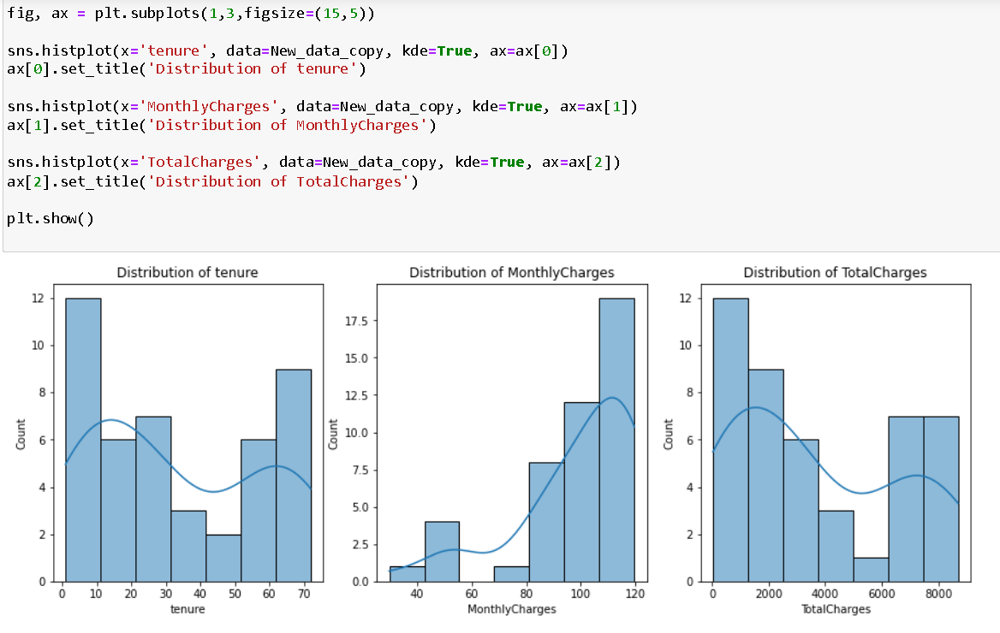 fig, ax = plt.subplots(1,3,figsize=(15,5))
sns.histplot(x='tenure', data=New_data_copy, kde=True, ax=ax[0])
ax[0].set_title('Distribution of tenure')
sns.histplot(x='MonthlyCharges', data=New_data_copy, kde=True, ax=ax[1])
ax[1].set_title('Distribution of MonthlyCharges')
sns.histplot(x='TotalCharges', data=New_data_copy, kde=True, ax=ax[2])
ax[2].set_title('Distribution of TotalCharges')
plt.show()
Distribution of tenure
12
10
8
6
4
2
0
Count
0 10 20 30 40 50 60 70
tenure
Distribution of MonthlyCharges
17.5
15.0
12.5
10.0
7.5
5.0
2.5
0.0
Count
40 60 80 100 120
MonthlyCharges
Distribution of TotalCharges
12
10
8
6
4
2
0
Count
0 2000 4000 6000 8000
TotalCharges